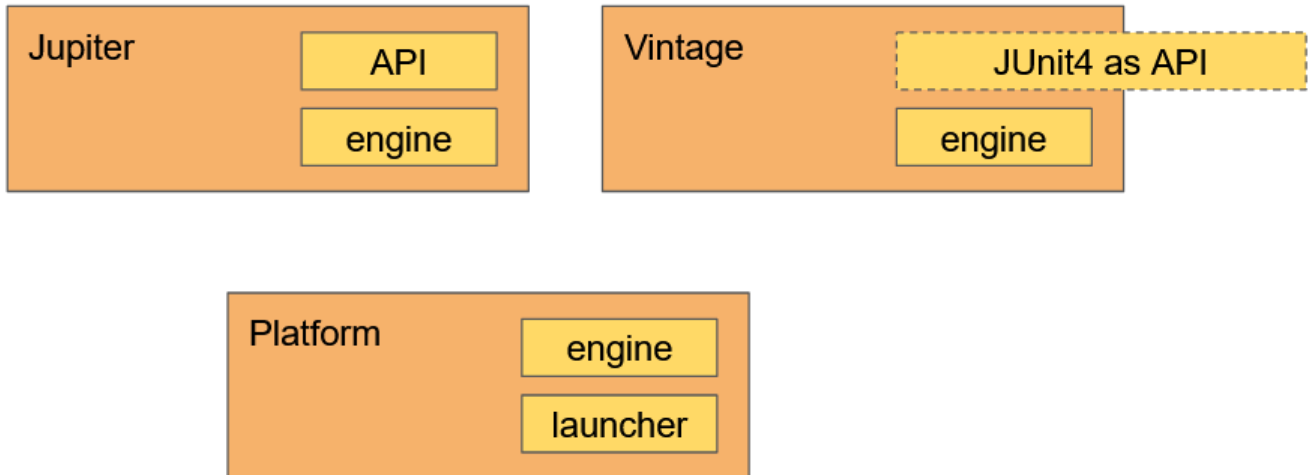 Jupiter
API
engine
Vintage
JUnit4 as API
engine
Platform
engine
launcher